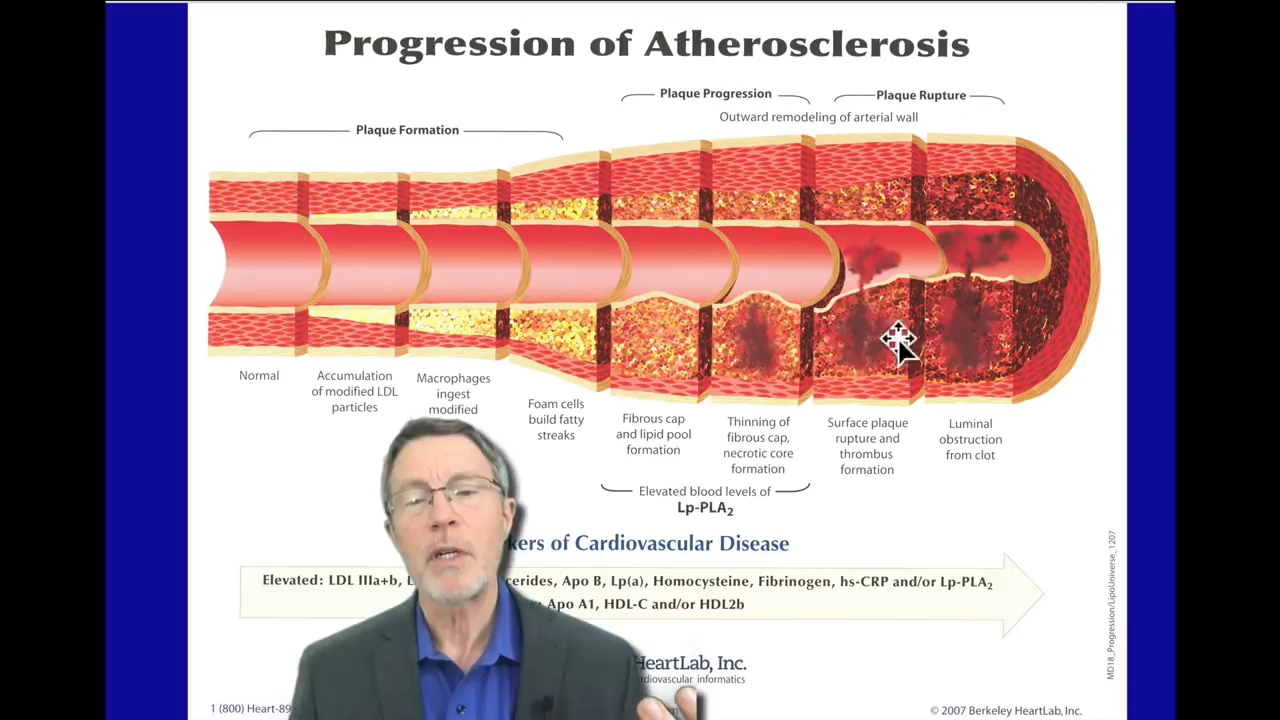 Progression of Atherosclerosis
Plaque Formation
Plaque Progression
Plaque Rupture
Outward remodeling of arterial wall
Normal
Accumulation
of modified LDL
particles
Macrophages
ingest
modified
Foam cells
build fatty
streaks
Fibrous cap
and lipid pool
formation
Thinning of
fibrous cap,
necrotic core
formation
Surface plaque
rupture and
thrombus
formation
Luminal
obstruction
from clot
Elevated blood levels of
Lp-PLA2
of Cardiovascular Disease
Elevated: LDL IIIa+b, Apo B, Lp(a), Homocysteine, Fibrinogen, hs-CRP and/or Lp-PLA2
Apo A1, HDL-C and/or HDL2b
HeartLab, Inc.
informatics
1 (800) Heart-89
© 2007 Berkeley HeartLab, Inc.
MD18_Progression/LipoUniverse_1207